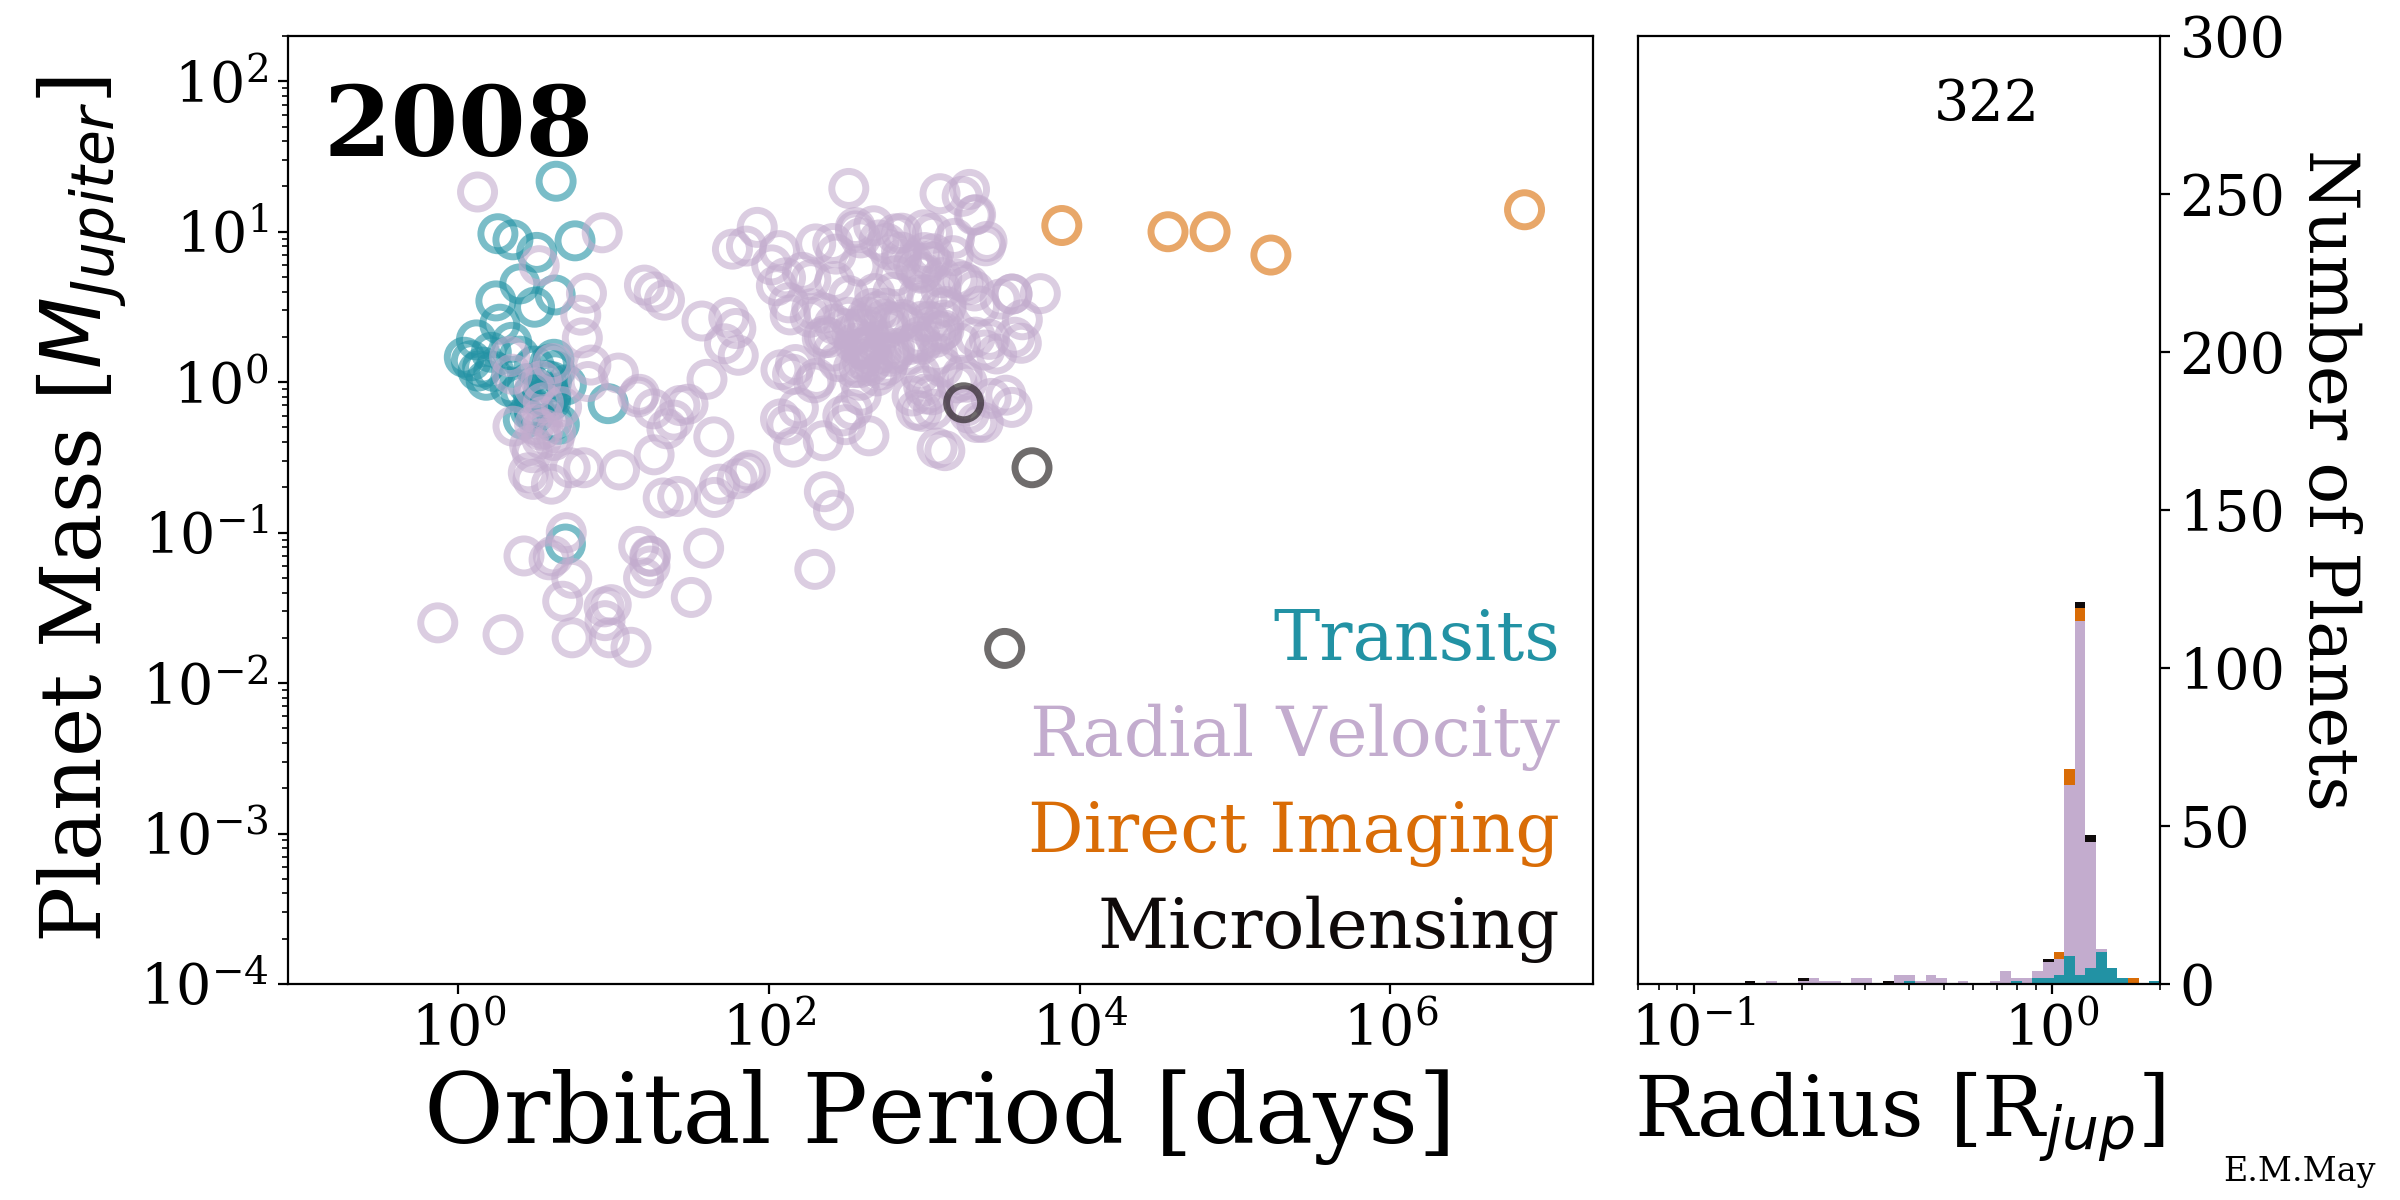 2008
322
Planet Mass [M_Jupiter]
10^2
10^1
10^0
10^-1
10^-2
10^-3
10^-4
Transits
Radial Velocity
Direct Imaging
Microlensing
10^0 10^2 10^4 10^6
Orbital Period [days]
300
250
200
150
100
50
0
Number of Planets
10^-1 10^0
Radius [R_jup]
E.M.May